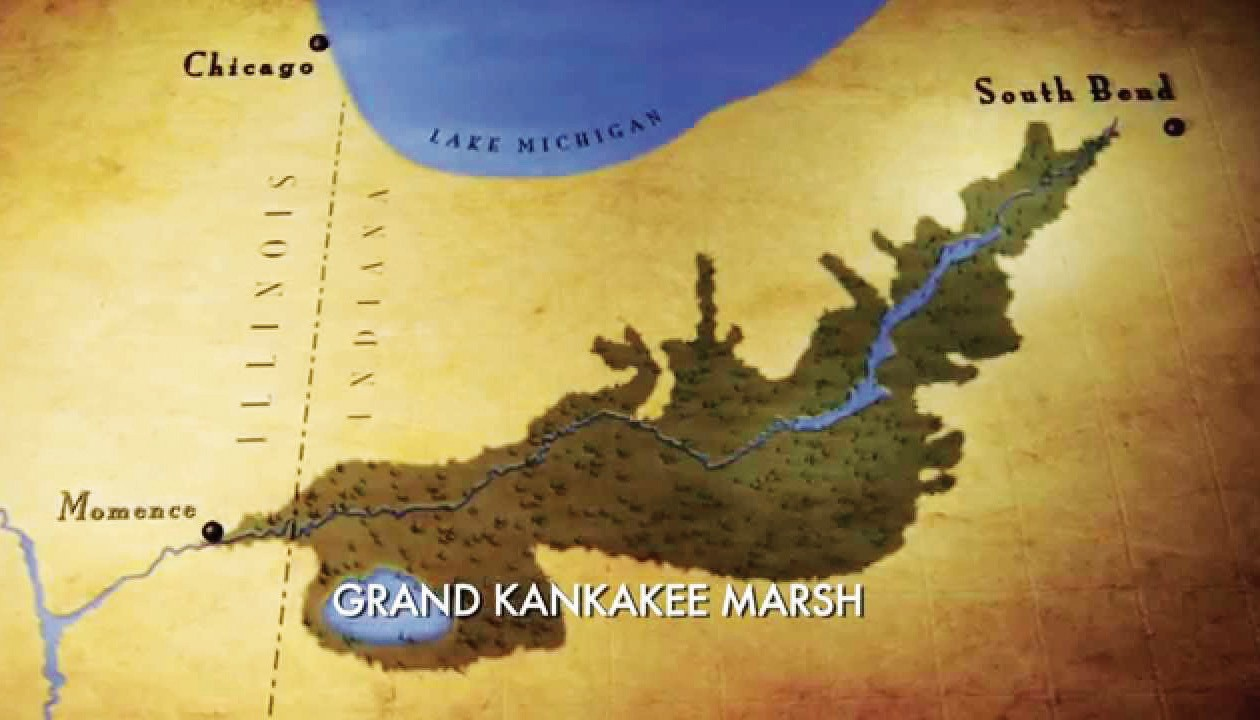 Chicago
South Bend
LAKE MICHIGAN
ILLINOIS
INDIANA
Momence
GRAND KANKAKEE MARSH